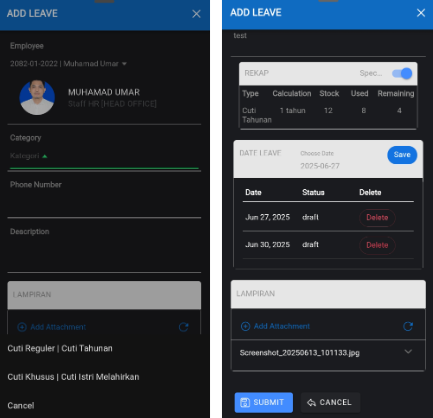 ADD LEAVE
Employee
2082-01-2022 | Muhamad Umar
MUHAMAD UMAR
Staff HR [HEAD OFFICE]
Category
Kategori
Phone Number
Description
LAMPIRAN
Add Attachment
Cuti Reguler | Cuti Tahunan
Cuti Khusus | Cuti Istri Melahirkan
Cancel
ADD LEAVE
test
REKAP Spec...
Type Calculation Stock Used Remaining
Cuti Tahunan 1 tahun 12 8 4
DATE LEAVE Choose Date Save
2025-06-27
Date Status Delete
Jun 27, 2025 draft Delete
Jun 30, 2025 draft Delete
LAMPIRAN
Add Attachment
Screenshot_20250613_101133.jpg
SUBMIT CANCEL